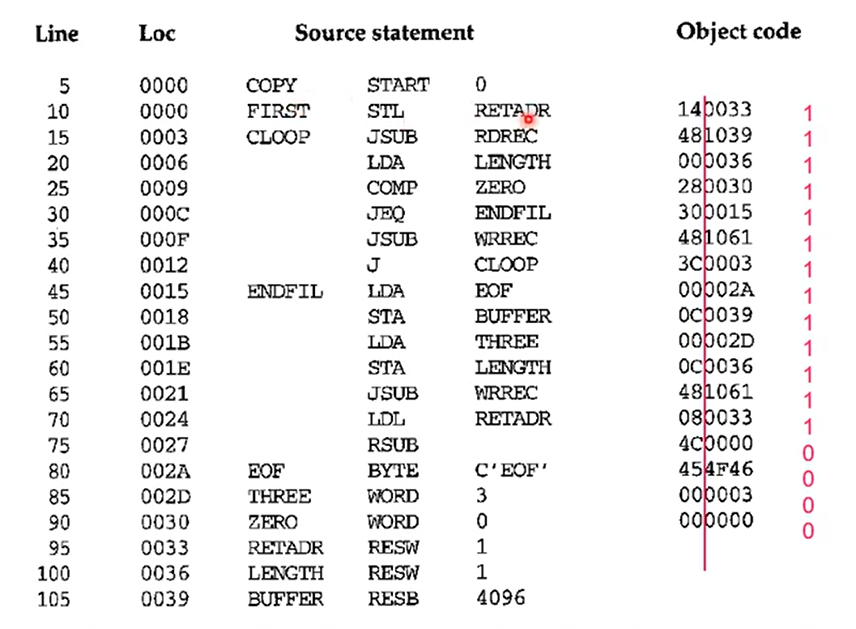 Line Loc Source statement Object code
5 0000 COPY START 0
10 0000 FIRST STL RETADR 140033 1
15 0003 CLOOP JSUB RDREC 481039 1
20 0006 LDA LENGTH 000036 1
25 0009 COMP ZERO 280030 1
30 000C JEQ ENDFIL 300015 1
35 000F JSUB WRREC 481061 1
40 0012 J CLOOP 3C0003 1
45 0015 ENDFIL LDA EOF 00002A 1
50 0018 STA BUFFER 0C0039 1
55 001B LDA THREE 00002D 1
60 001E STA LENGTH 0C0036 1
65 0021 JSUB WRREC 481061 1
70 0024 LDL RETADR 080033 1
75 0027 RSUB 4C0000 0
80 002A EOF BYTE C'EOF' 454F46 0
85 002D THREE WORD 3 000003 0
90 0030 ZERO WORD 0 000000 0
95 0033 RETADR RESW 1
100 0036 LENGTH RESW 1
105 0039 BUFFER RESB 4096